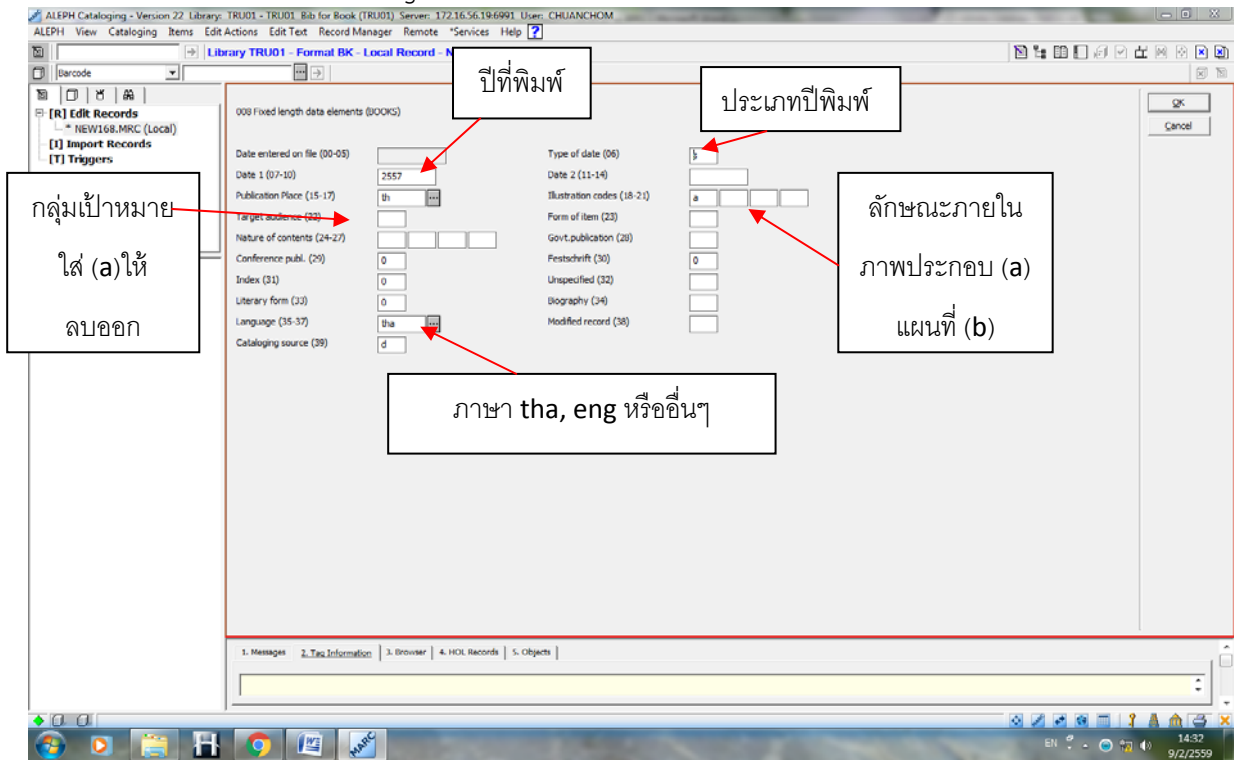 ALEPH Cataloging - Version 22 Library: TRU01 - TRU01 Bib for Book (TRU01) Server: 172.16.56.19:6991 User: CHUANCHOM
ALEPH View Cataloging Items Edit Actions Edit Text Record Manager Remote *Services Help ?
Library TRU01 - Format BK - Local Record - N
Barcode
[R] Edit Records
* NEW168.MRC (Local)
[I] Import Records
[T] Triggers
008 Fixed length data elements (BOOKS)
OK
Cancel
ปีที่พิมพ์
ประเภทปีพิมพ์
Date entered on file (00-05)
Type of date (06)
Date 1 (07-10) 2557
Date 2 (11-14)
Publication Place (15-17) th ...
Illustration codes (18-21) a
Target audience (22)
Form of item (23)
Nature of contents (24-27)
Govt.publication (28)
Conference publ. (29) 0
Festschrift (30) 0
Index (31) 0
Unspecified (32)
Literary form (33) 0
Biography (34)
Language (35-37) tha ...
Modified record (38)
Cataloging source (39) d
กลุ่มเป้าหมาย
ใส่ (a)ให้
ลบออก
ลักษณะภายใน
ภาพประกอบ (a)
แผนที่ (b)
ภาษา tha, eng หรืออื่นๆ
1. Messages 2. Tag Information 3. Browser 4. HOL Records 5. Objects
MARC
EN
14:32
9/2/2559